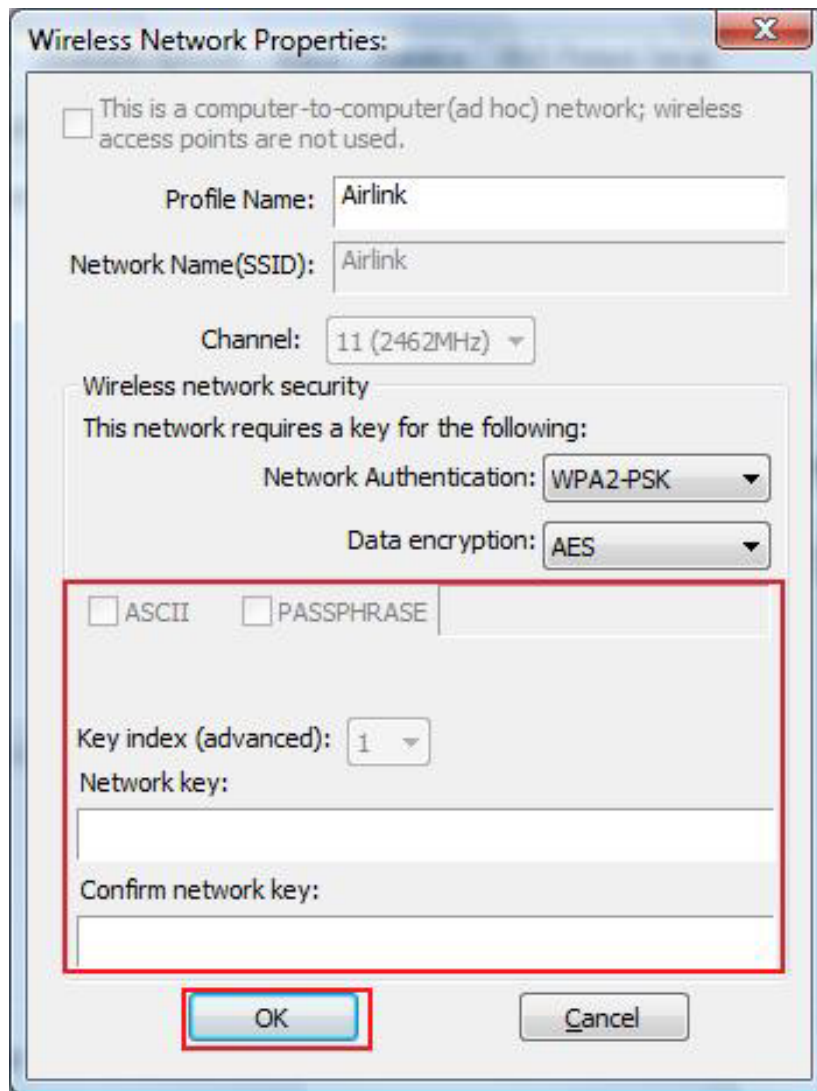 Wireless Network Properties:
This is a computer-to-computer(ad hoc) network; wireless
access points are not used.
Profile Name: Airlink
Network Name(SSID): Airlink
Channel: 11 (2462MHz)
Wireless network security
This network requires a key for the following:
Network Authentication: WPA2-PSK
Data encryption: AES
ASCII PASSPHRASE
Key index (advanced): 1
Network key:
Confirm network key:
OK Cancel